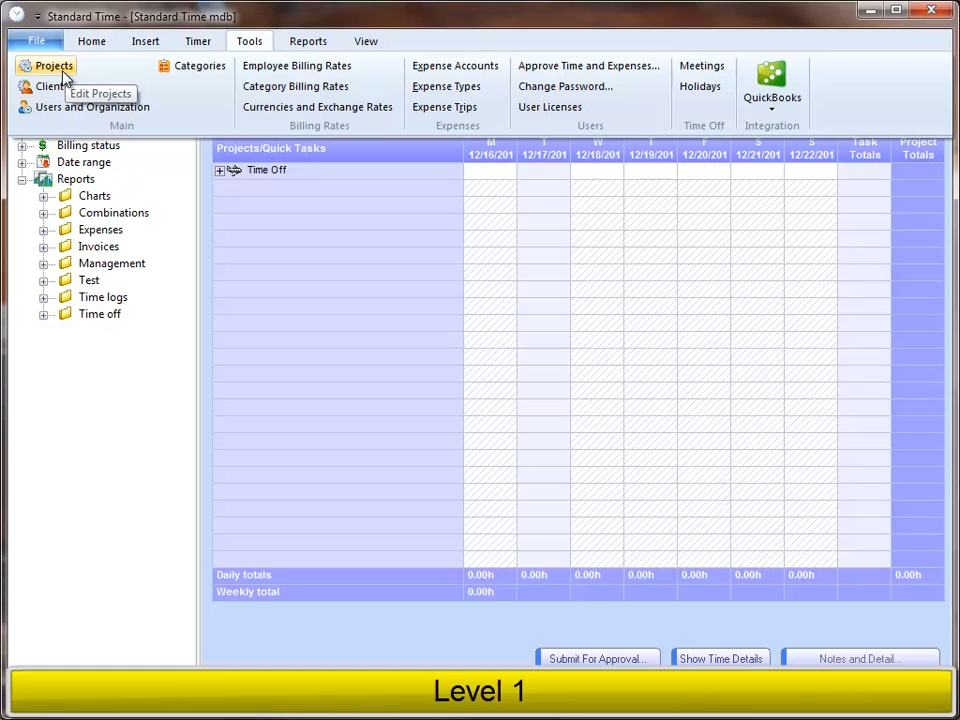 Standard Time - [Standard Time mdb]
File Home Insert Timer Tools Reports View
Projects Categories Employee Billing Rates Expense Accounts Approve Time and Expenses... Meetings
Edit Projects Category Billing Rates Expense Types Change Password... Holidays QuickBooks
Users and Organization Currencies and Exchange Rates Expense Trips User Licenses
Main Billing Rates Expenses Users Time Off Integration
Billing status
Date range
Reports
Charts
Combinations
Expenses
Invoices
Management
Test
Time logs
Time off
Projects/Quick Tasks M T W T F S S Task Project
12/16/201 12/17/201 12/18/201 12/19/201 12/20/201 12/21/201 12/22/201 Totals Totals
Time Off
Daily totals 0.00h 0.00h 0.00h 0.00h 0.00h 0.00h 0.00h 0.00h
Weekly total 0.00h
Submit For Approval... Show Time Details Notes and Detail...
Level 1